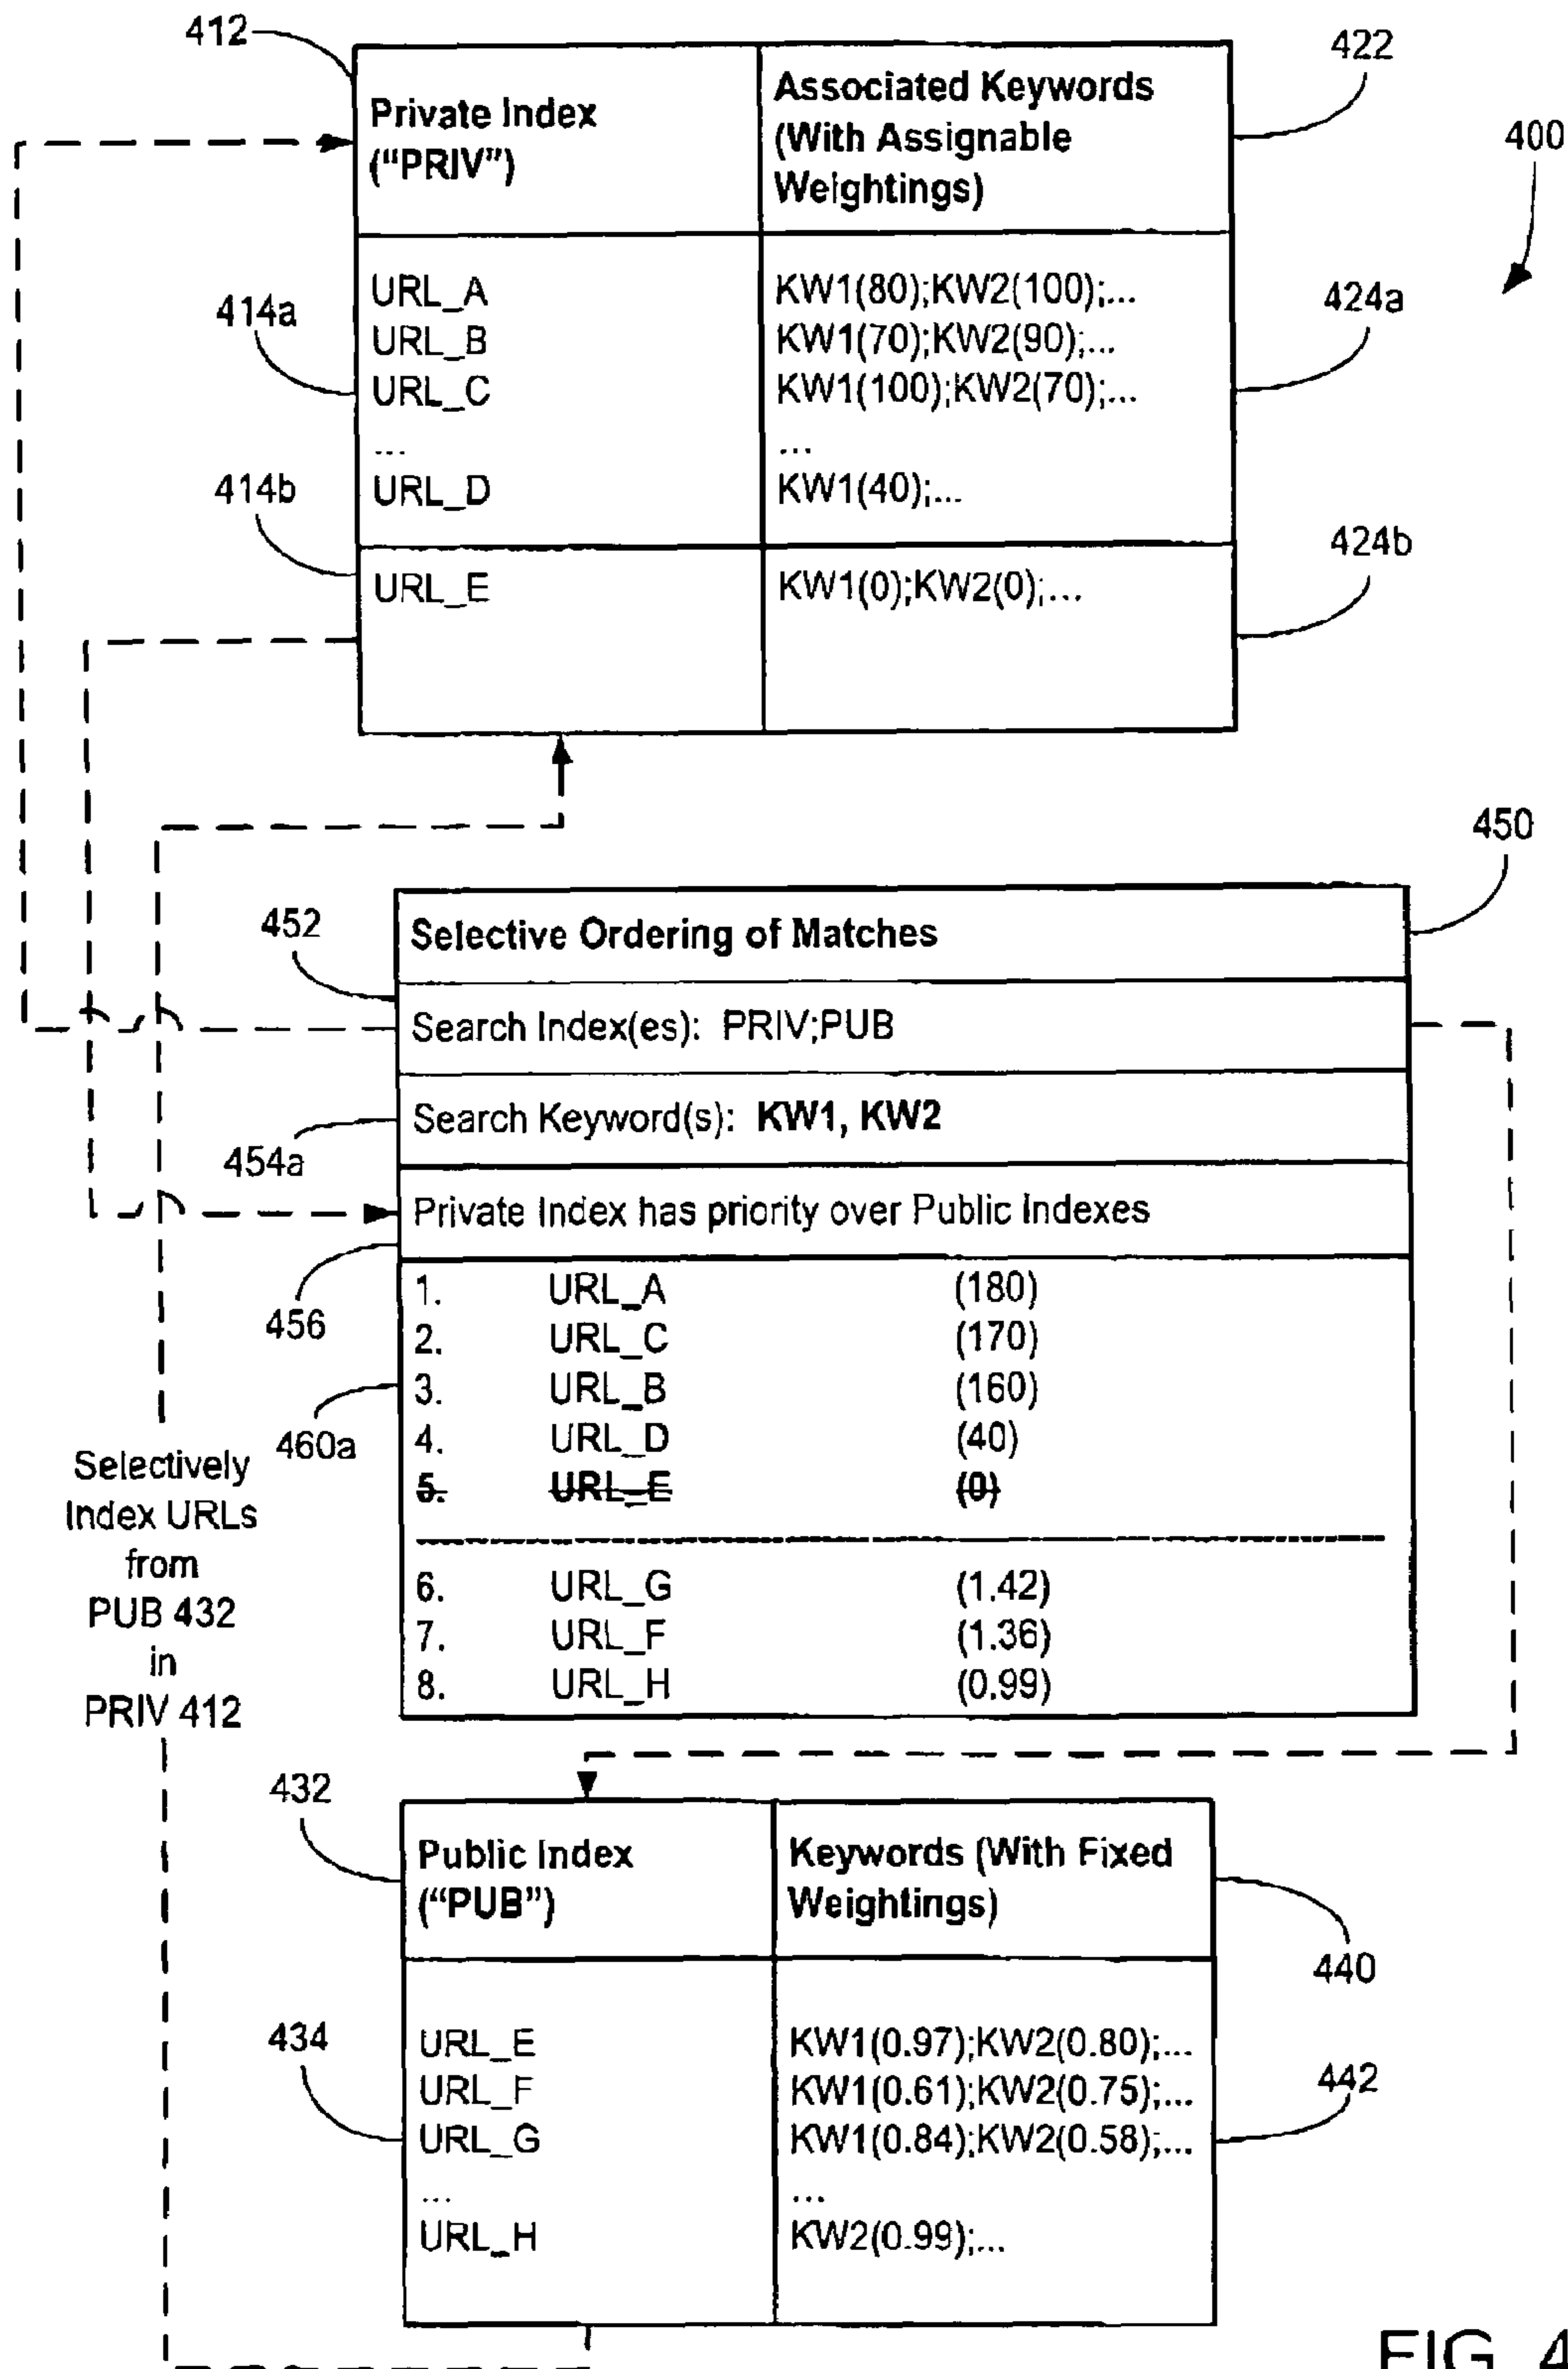 412
422
400
Private Index
("PRIV")
Associated Keywords
(With Assignable
Weightings)
414a
424a
URL_A KW1(80);KW2(100);...
URL_B KW1(70);KW2(90);...
URL_C KW1(100);KW2(70);...
... ...
URL_D KW1(40);...
414b
424b
URL_E KW1(0);KW2(0);...
450
452
Selective Ordering of Matches
Search Index(es): PRIV;PUB
454a
Search Keyword(s): KW1, KW2
Private Index has priority over Public Indexes
456
1. URL_A (180)
2. URL_C (170)
3. URL_B (160)
4. URL_D (40)
5. URL_E (0)
6. URL_G (1.42)
7. URL_F (1.36)
8. URL_H (0.99)
460a
Selectively
Index URLs
from
PUB 432
in
PRIV 412
432
Public Index
("PUB")
Keywords (With Fixed
Weightings)
440
434
442
URL_E KW1(0.97);KW2(0.80);...
URL_F KW1(0.61);KW2(0.75);...
URL_G KW1(0.84);KW2(0.58);...
... ...
URL_H KW2(0.99);...
FIG. 4